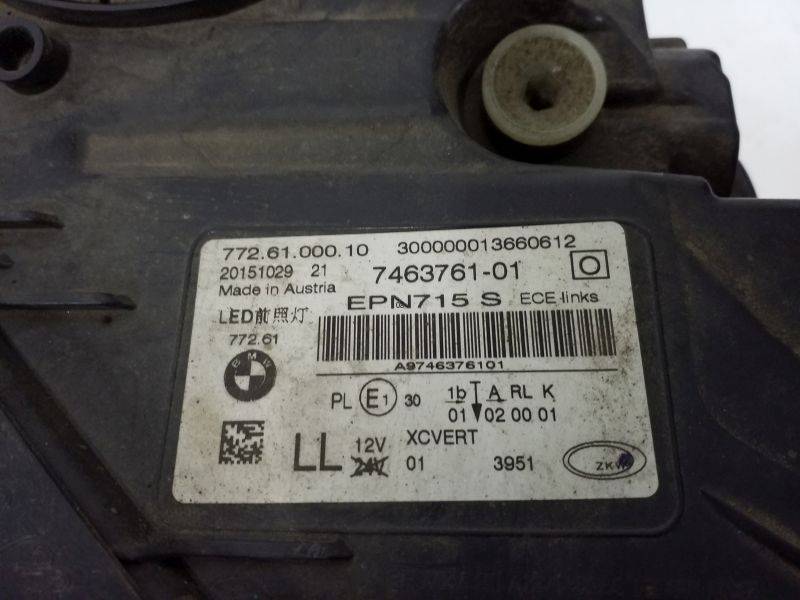 772.61.000.10 300000013660612
20151029 21 7463761-01 O
Made in Austria
EPN715 S ECE-links
LED前照灯
772.61
BMW
A9746376101
PL E1 30 1b A RL K
01 02 00 01
LL 12V XCVERT
24V 01 3951 ZKW